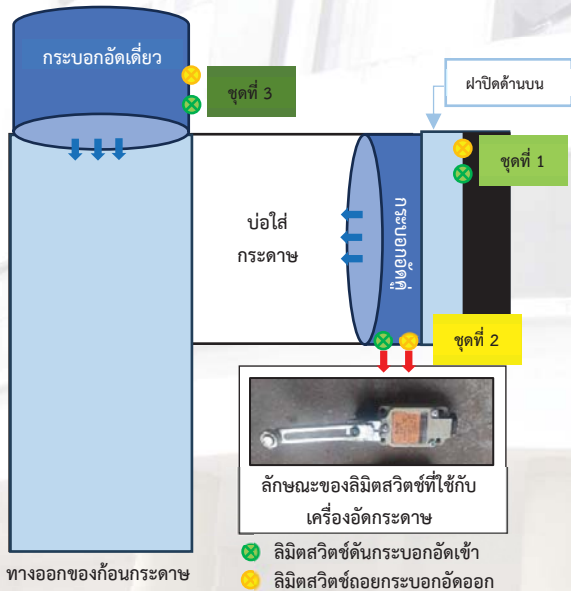 กระบอกอัดเดี่ยว
ชุดที่ 3
ฝาปิดด้านบน
ชุดที่ 1
บ่อใส่
กระดาษ
กระบอกอัดคู่
ชุดที่ 2
ลักษณะของลิมิตสวิตช์ที่ใช้กับ
เครื่องอัดกระดาษ
ลิมิตสวิตช์ดันกระบอกอัดเข้า
ทางออกของก้อนกระดาษ
ลิมิตสวิตช์ถอยกระบอกอัดออก